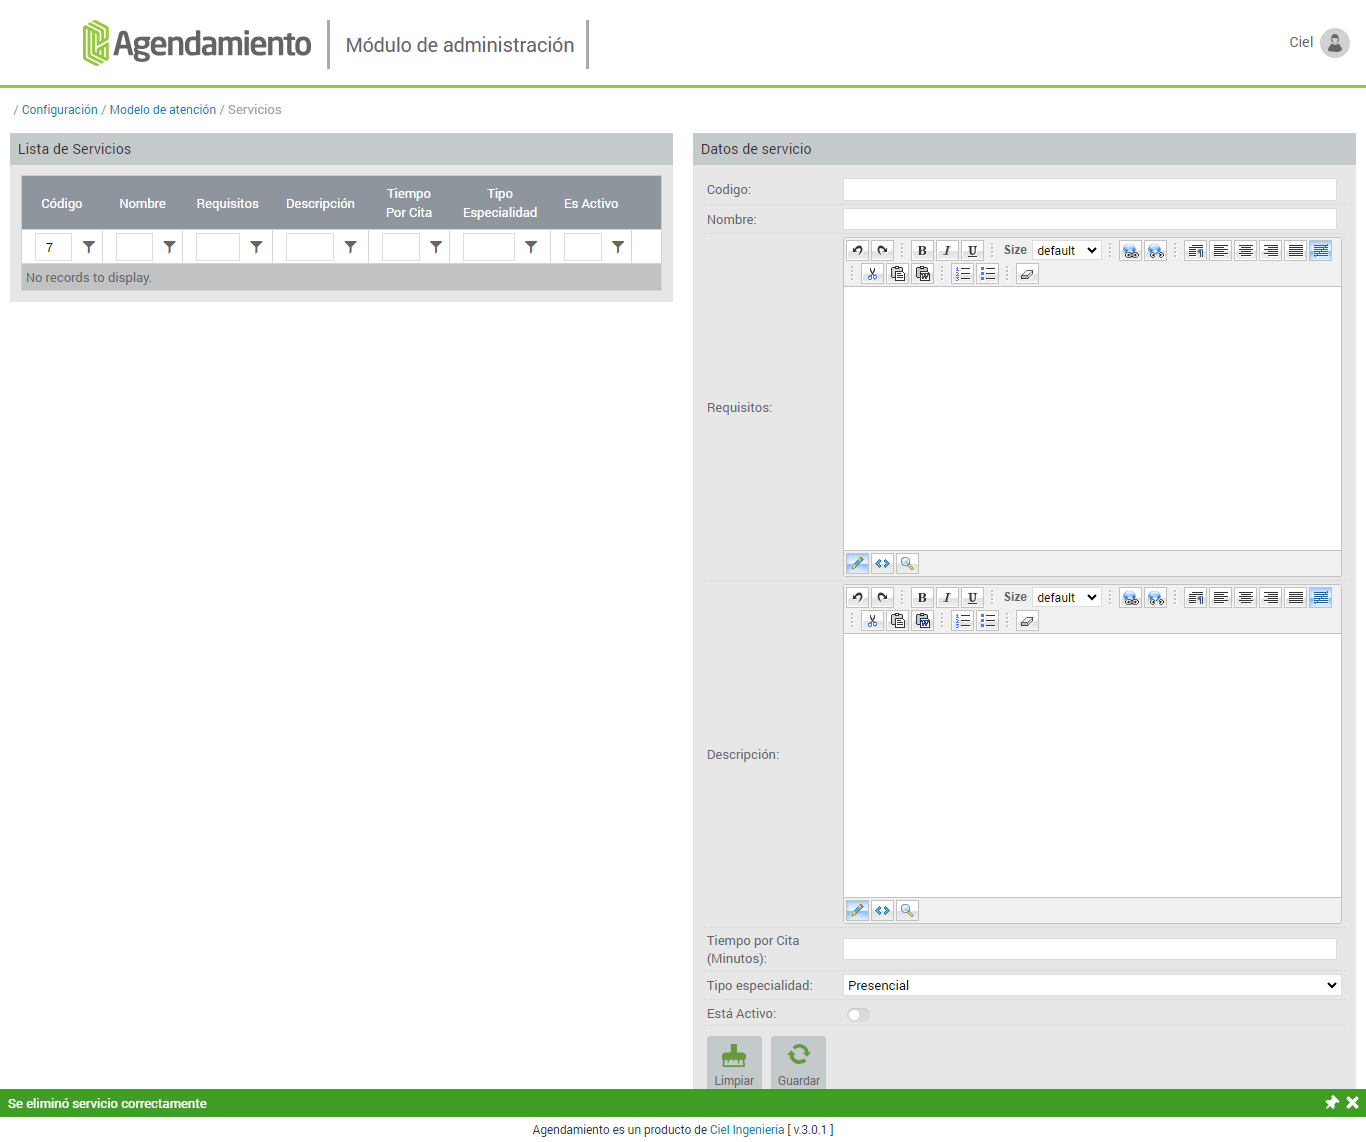 Agendamiento
Módulo de administración
Ciel
/ Configuración / Modelo de atención / Servicios
Lista de Servicios
Código Nombre Requisitos Descripción Tiempo Por Cita Tipo Especialidad Es Activo
7
No records to display.
Datos de servicio
Codigo:
Nombre:
Requisitos:
B I U Size default
Descripción:
B I U Size default
Tiempo por Cita
(Minutos):
Tipo especialidad: Presencial
Está Activo:
Limpiar Guardar
Se eliminó servicio correctamente
Agendamiento es un producto de Ciel Ingeniería [ v.3.0.1 ]